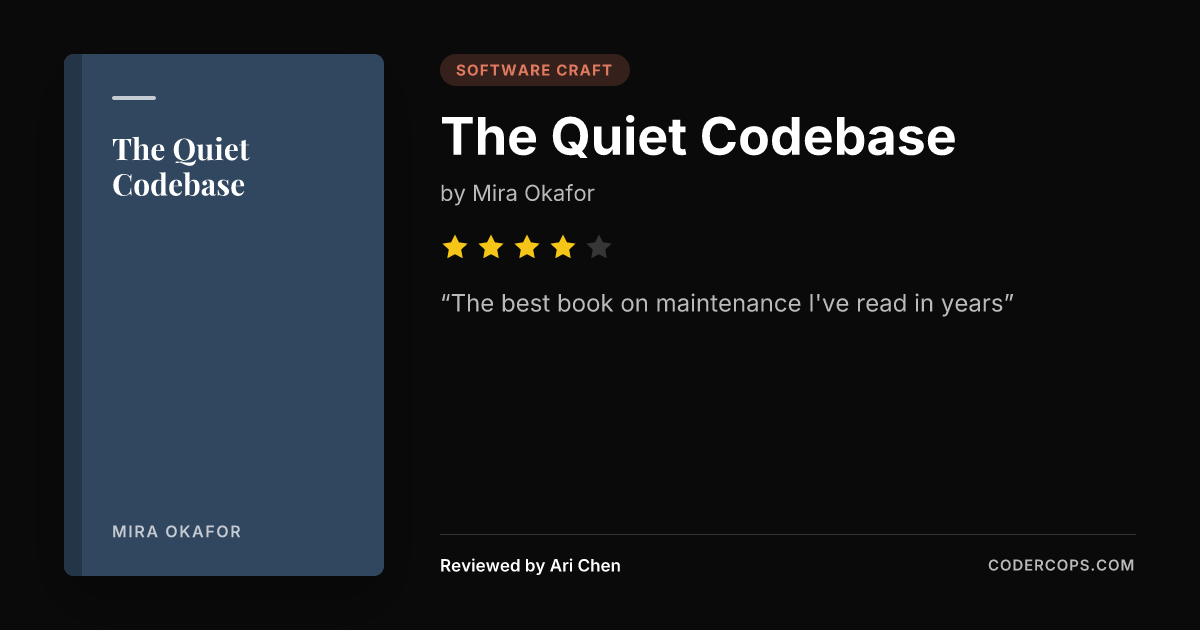 The Quiet
Codebase
MIRA OKAFOR
SOFTWARE CRAFT
The Quiet Codebase
by Mira Okafor
“The best book on maintenance I've read in years”
Reviewed by Ari Chen
CODERCOPS.COM